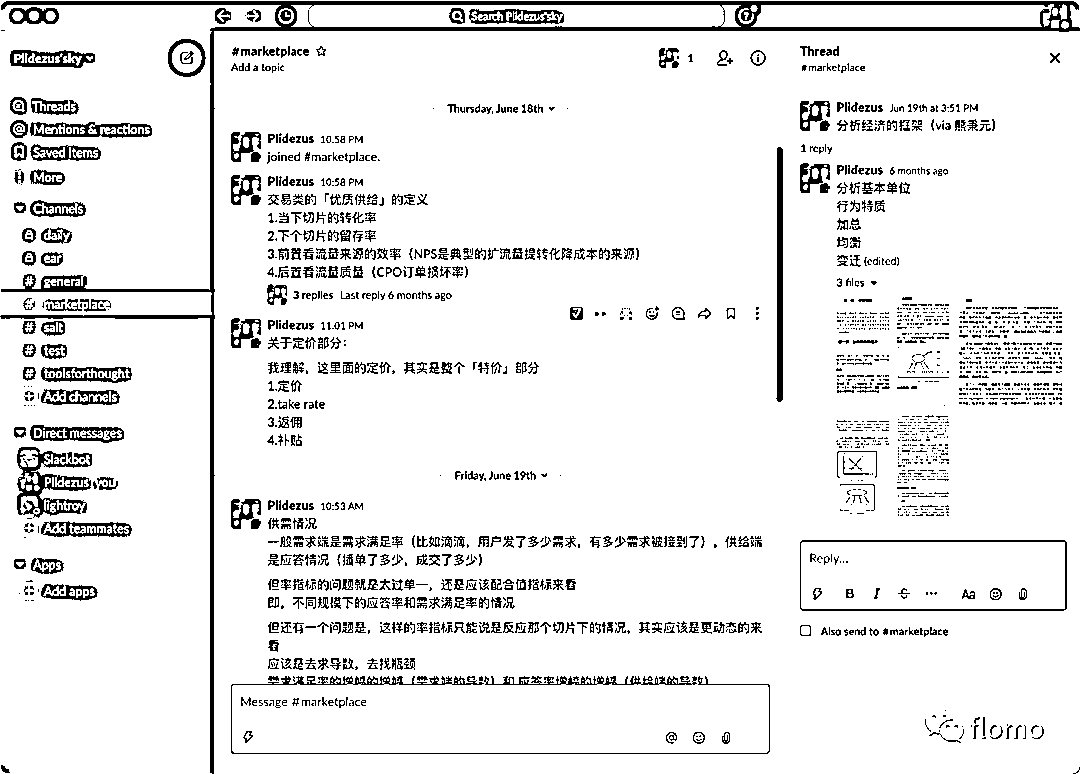 Search Plidezus'sky
Plidezus'sky
Threads
Mentions & reactions
Saved items
More
Channels
daily
ear
# general
# marketplace
# salt
# test
# toolsforthought
Add channels
Direct messages
Slackbot
Plidezus you
lightroy
Add teammates
Apps
Add apps
#marketplace
Add a topic
1
Thursday, June 18th
Plidezus 10:58 PM
joined #marketplace.
Plidezus 10:58 PM
交易类的「优质供给」的定义
1.当下切片的转化率
2.下个切片的留存率
3.前置看流量来源的效率（NPS是典型的扩流量提转化降成本的来源）
4.后置看流量质量（CPO订单损坏率）
3 replies Last reply 6 months ago
Plidezus 11:01 PM
关于定价部分：
我理解，这里面的定价，其实是整个「特价」部分
1.定价
2.take rate
3.返佣
4.补贴
Friday, June 19th
Plidezus 10:53 AM
供需情况
一般需求端是需求满足率（比如滴滴，用户发了多少需求，有多少需求被接到了），供给端
是应答情况（播单了多少，成交了多少）
但率指标的问题就是太过单一，还是应该配合值指标来看
即，不同规模下的应答率和需求满足率的情况
但还有一个问题是，这样的率指标只能说是反应那个切片下的情况，其实应该是更动态的来
看
应该是去求导数，去找瓶颈
Message #marketplace
Thread
#marketplace
Plidezus Jun 19th at 3:51 PM
分析经济的框架（via 熊秉元）
1 reply
Plidezus 6 months ago
分析基本单位
行为特质
加总
均衡
变迁 (edited)
3 files
Reply...
B I S ··· Aa
Also send to #marketplace
flomo